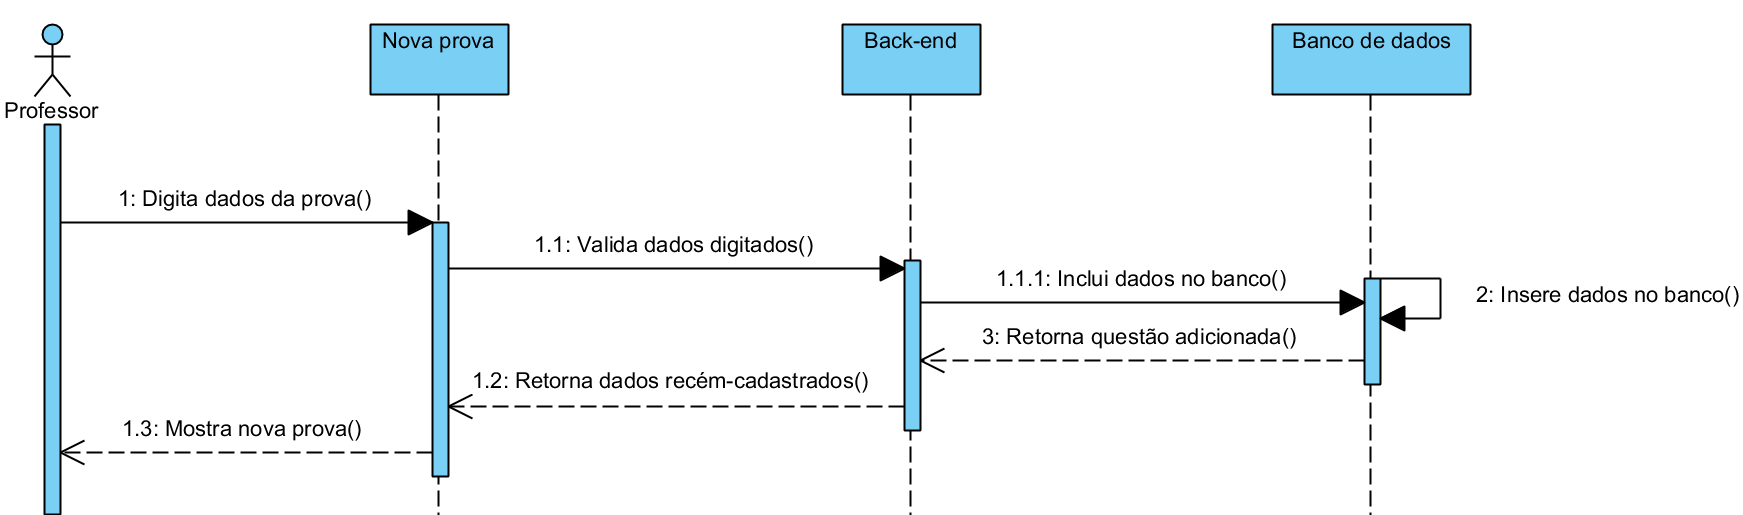 Nova prova
Back-end
Banco de dados
Professor
1: Digita dados da prova()
1.1: Valida dados digitados()
1.1.1: Inclui dados no banco()
2: Insere dados no banco()
3: Retorna questão adicionada()
1.2: Retorna dados recém-cadastrados()
1.3: Mostra nova prova()